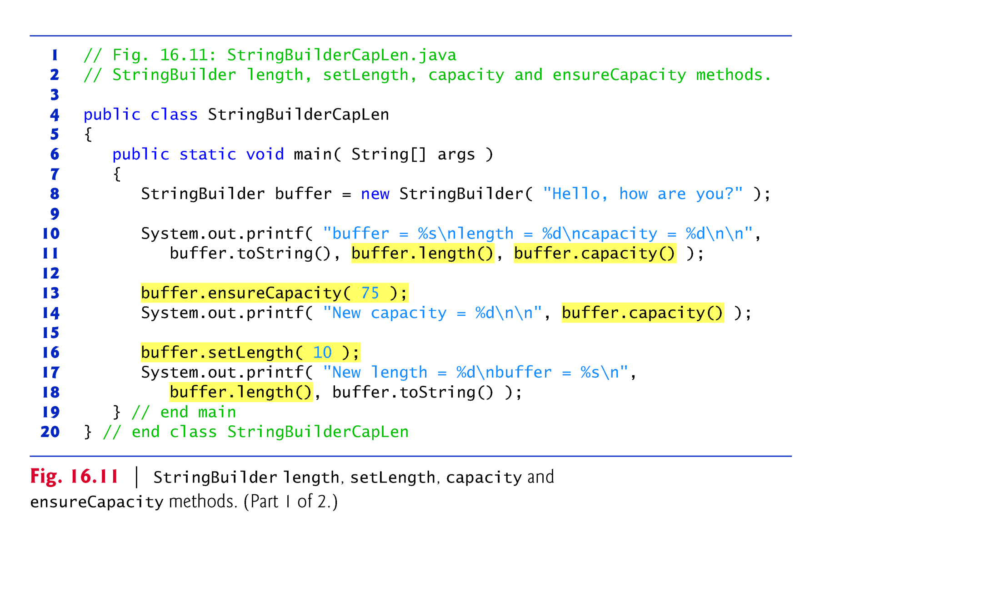 1 // Fig. 16.11: StringBuilderCapLen.java
2 // StringBuilder length, setLength, capacity and ensureCapacity methods.
3
4 public class StringBuilderCapLen
5 {
6    public static void main( String[] args )
7    {
8       StringBuilder buffer = new StringBuilder( "Hello, how are you?" );
9
10       System.out.printf( "buffer = %s\nlength = %d\ncapacity = %d\n\n",
11          buffer.toString(), buffer.length(), buffer.capacity() );
12
13       buffer.ensureCapacity( 75 );
14       System.out.printf( "New capacity = %d\n\n", buffer.capacity() );
15
16       buffer.setLength( 10 );
17       System.out.printf( "New length = %d\nbuffer = %s\n",
18          buffer.length(), buffer.toString() );
19    } // end main
20 } // end class StringBuilderCapLen
Fig. 16.11 | StringBuilder length, setLength, capacity and
ensureCapacity methods. (Part 1 of 2.)